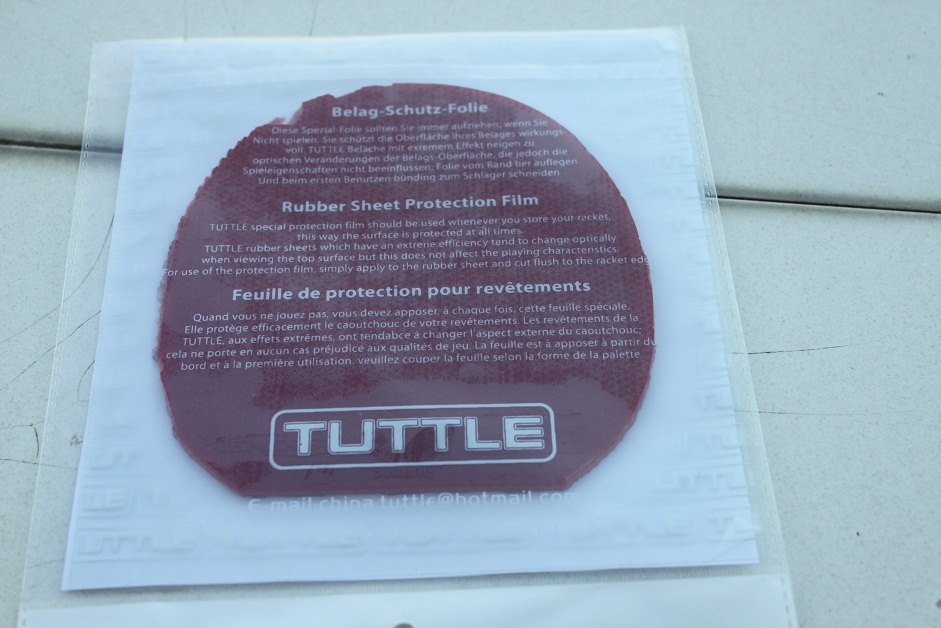 Belag-Schutz-Folie
Diese Spezial-Folie sollten Sie immer aufziehen, wenn Sie
Nicht spielen. Sie schützt die Oberfläche ihres Belages wirkungs-
voll. TUTTLE Beläche mit exremem Effekt neigen zu
optischen Veränderungen der Belags-Oberfläche, die jedoch die
Spieleigenschaften nicht beeinflussen. Folie vom Rand her auflegen
Und beim ersten Benutzen bünding zum Schläger schneiden
Rubber Sheet Protection Film
TUTTLE special protection film should be used whenever you store your racket,
this way the surface is protected at all times.
TUTTLE rubber sheets which have an extrene efficiency tend to change optically
when viewing the top surface but this does not affect the playing characteristics.
For use of the protection film, simply apply to the rubber sheet and cut flush to the racket edg
Feuille de protection pour revêtements
Quand vous ne jouez pas, vous devez apposer, à chaque fois, cette feuille spéciale.
Elle protège efficacement le caoutchouc de votre revêtements. Les revêtements de la
TUTTLE, aux effets extrémes, ont tendabce à changer l'aspect externe du caoutchouc;
cela ne porte en aucun cas préjudice aux qualités de jeu. La feuille est à apposer à partir du
bord et à la première utilisation, veuillez couper la feuille selon la forme de la palette
TUTTLE
E-mail:china.tuttle@hotmail.com
TUTTLE